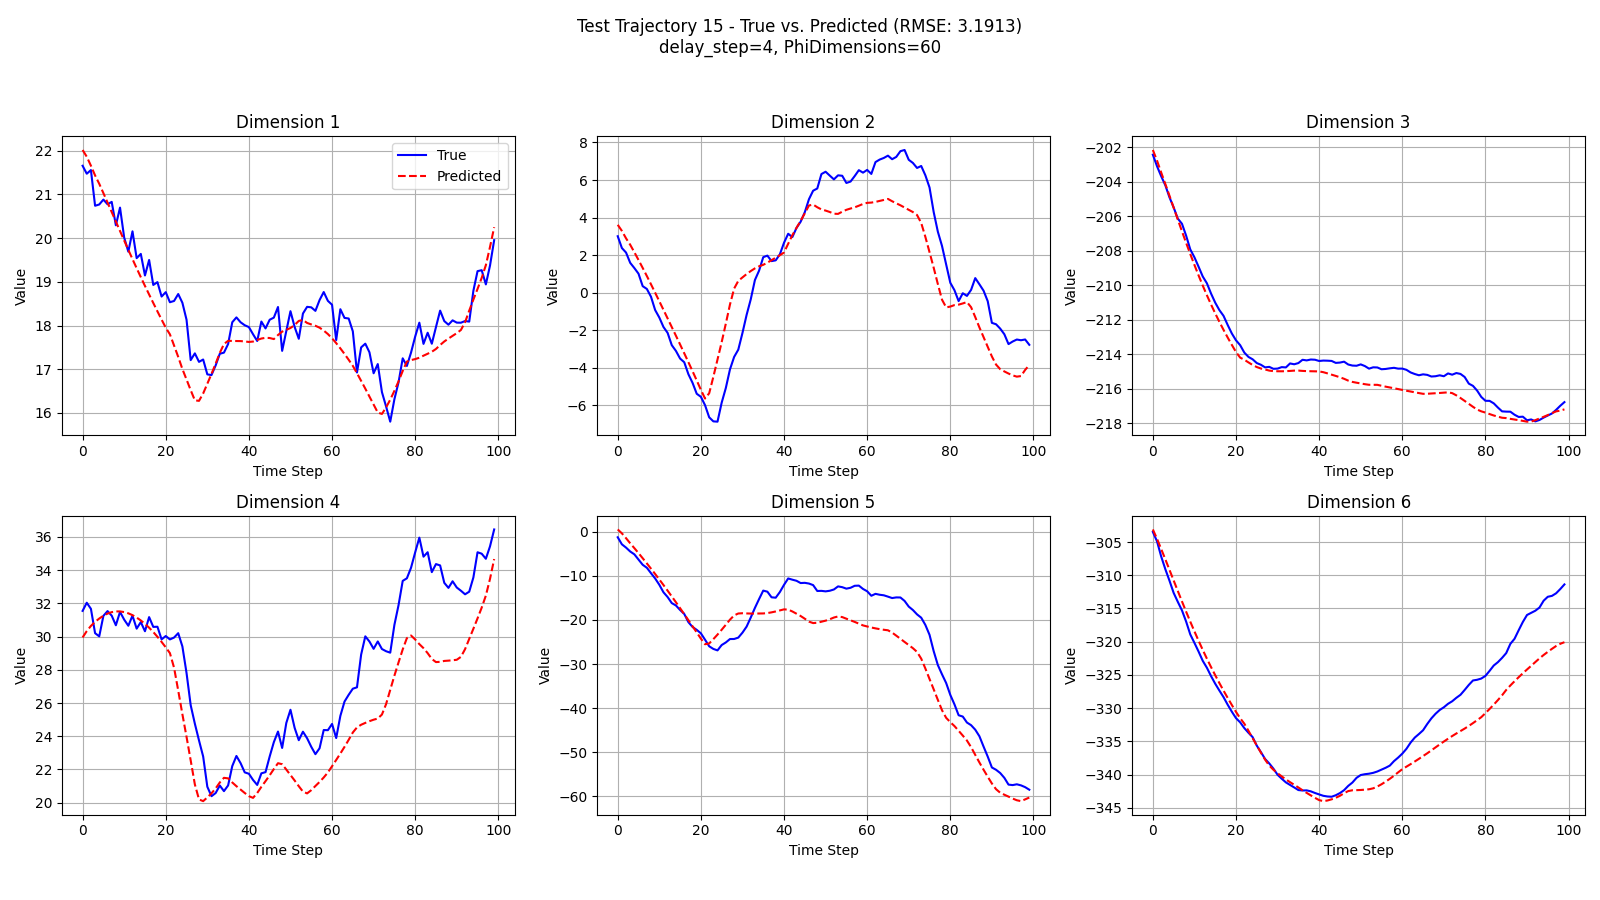 Test Trajectory 15 - True vs. Predicted (RMSE: 3.1913)
delay_step=4, PhiDimensions=60
Dimension 1
Value
22
21
20
19
18
17
16
0 20 40 60 80 100
Time Step
True
Predicted
Dimension 2
Value
8
6
4
2
0
−2
−4
−6
0 20 40 60 80 100
Time Step
Dimension 3
Value
−202
−204
−206
−208
−210
−212
−214
−216
−218
0 20 40 60 80 100
Time Step
Dimension 4
Value
36
34
32
30
28
26
24
22
20
0 20 40 60 80 100
Time Step
Dimension 5
Value
0
−10
−20
−30
−40
−50
−60
0 20 40 60 80 100
Time Step
Dimension 6
Value
−305
−310
−315
−320
−325
−330
−335
−340
−345
0 20 40 60 80 100
Time Step